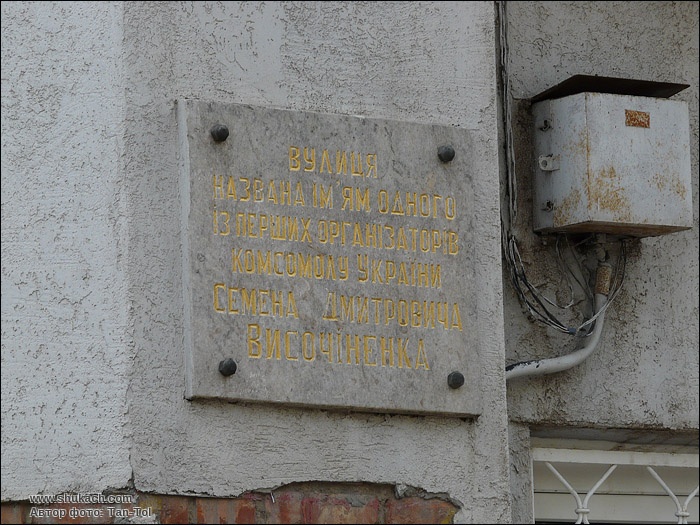 ВУЛИЦЯ
НАЗВАНА ІМ'ЯМ ОДНОГО
ІЗ ПЕРШИХ ОРГАНІЗАТОРІВ
КОМСОМОЛУ УКРАЇНИ
СЕМЕНА ДМИТРОВИЧА
ВИСОЧІНЕНКА
www.shukach.com
Автор фото: Tan-Tol